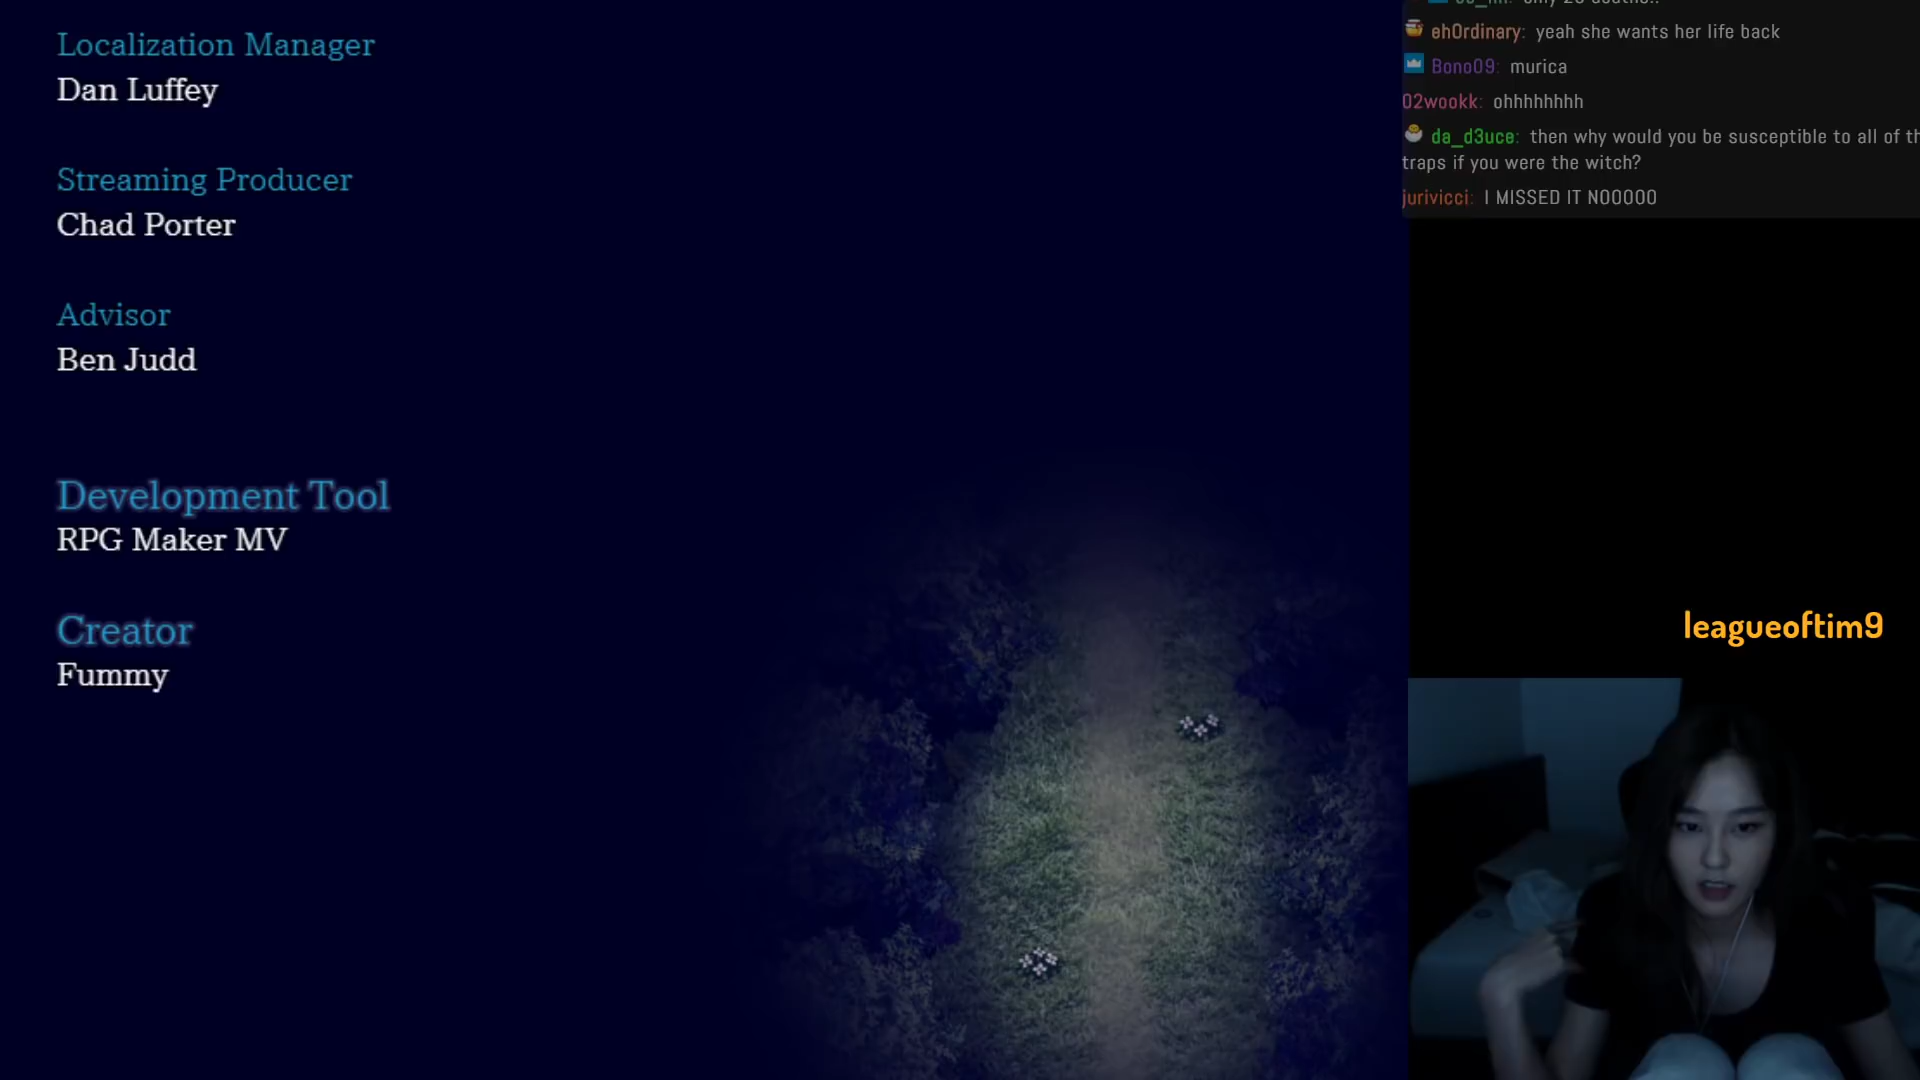 Localization Manager
Dan Luffey
Streaming Producer
Chad Porter
Advisor
Ben Judd
Development Tool
RPG Maker MV
Creator
Fummy
ehOrdinary: yeah she wants her life back
Bono09: murica
02wookk: ohhhhhhhh
da_d3uce: then why would you be susceptible to all of
traps if you were the witch?
jurivicci: I MISSED IT NOOOOO
leagueoftim9